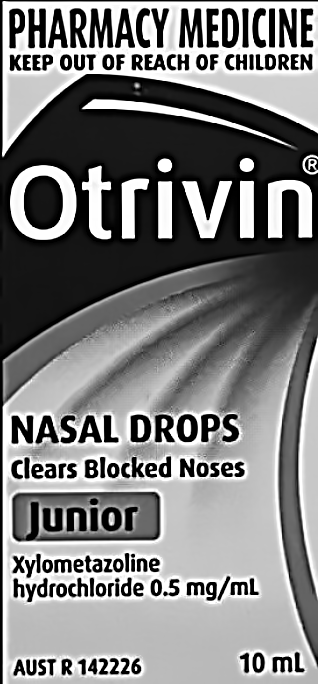 PHARMACY MEDICINE
KEEP OUT OF REACH OF CHILDREN
Otrivin®
NASAL DROPS
Clears Blocked Noses
Junior
Xylometazoline
hydrochloride 0.5 mg/mL
AUST R 142226 10 mL